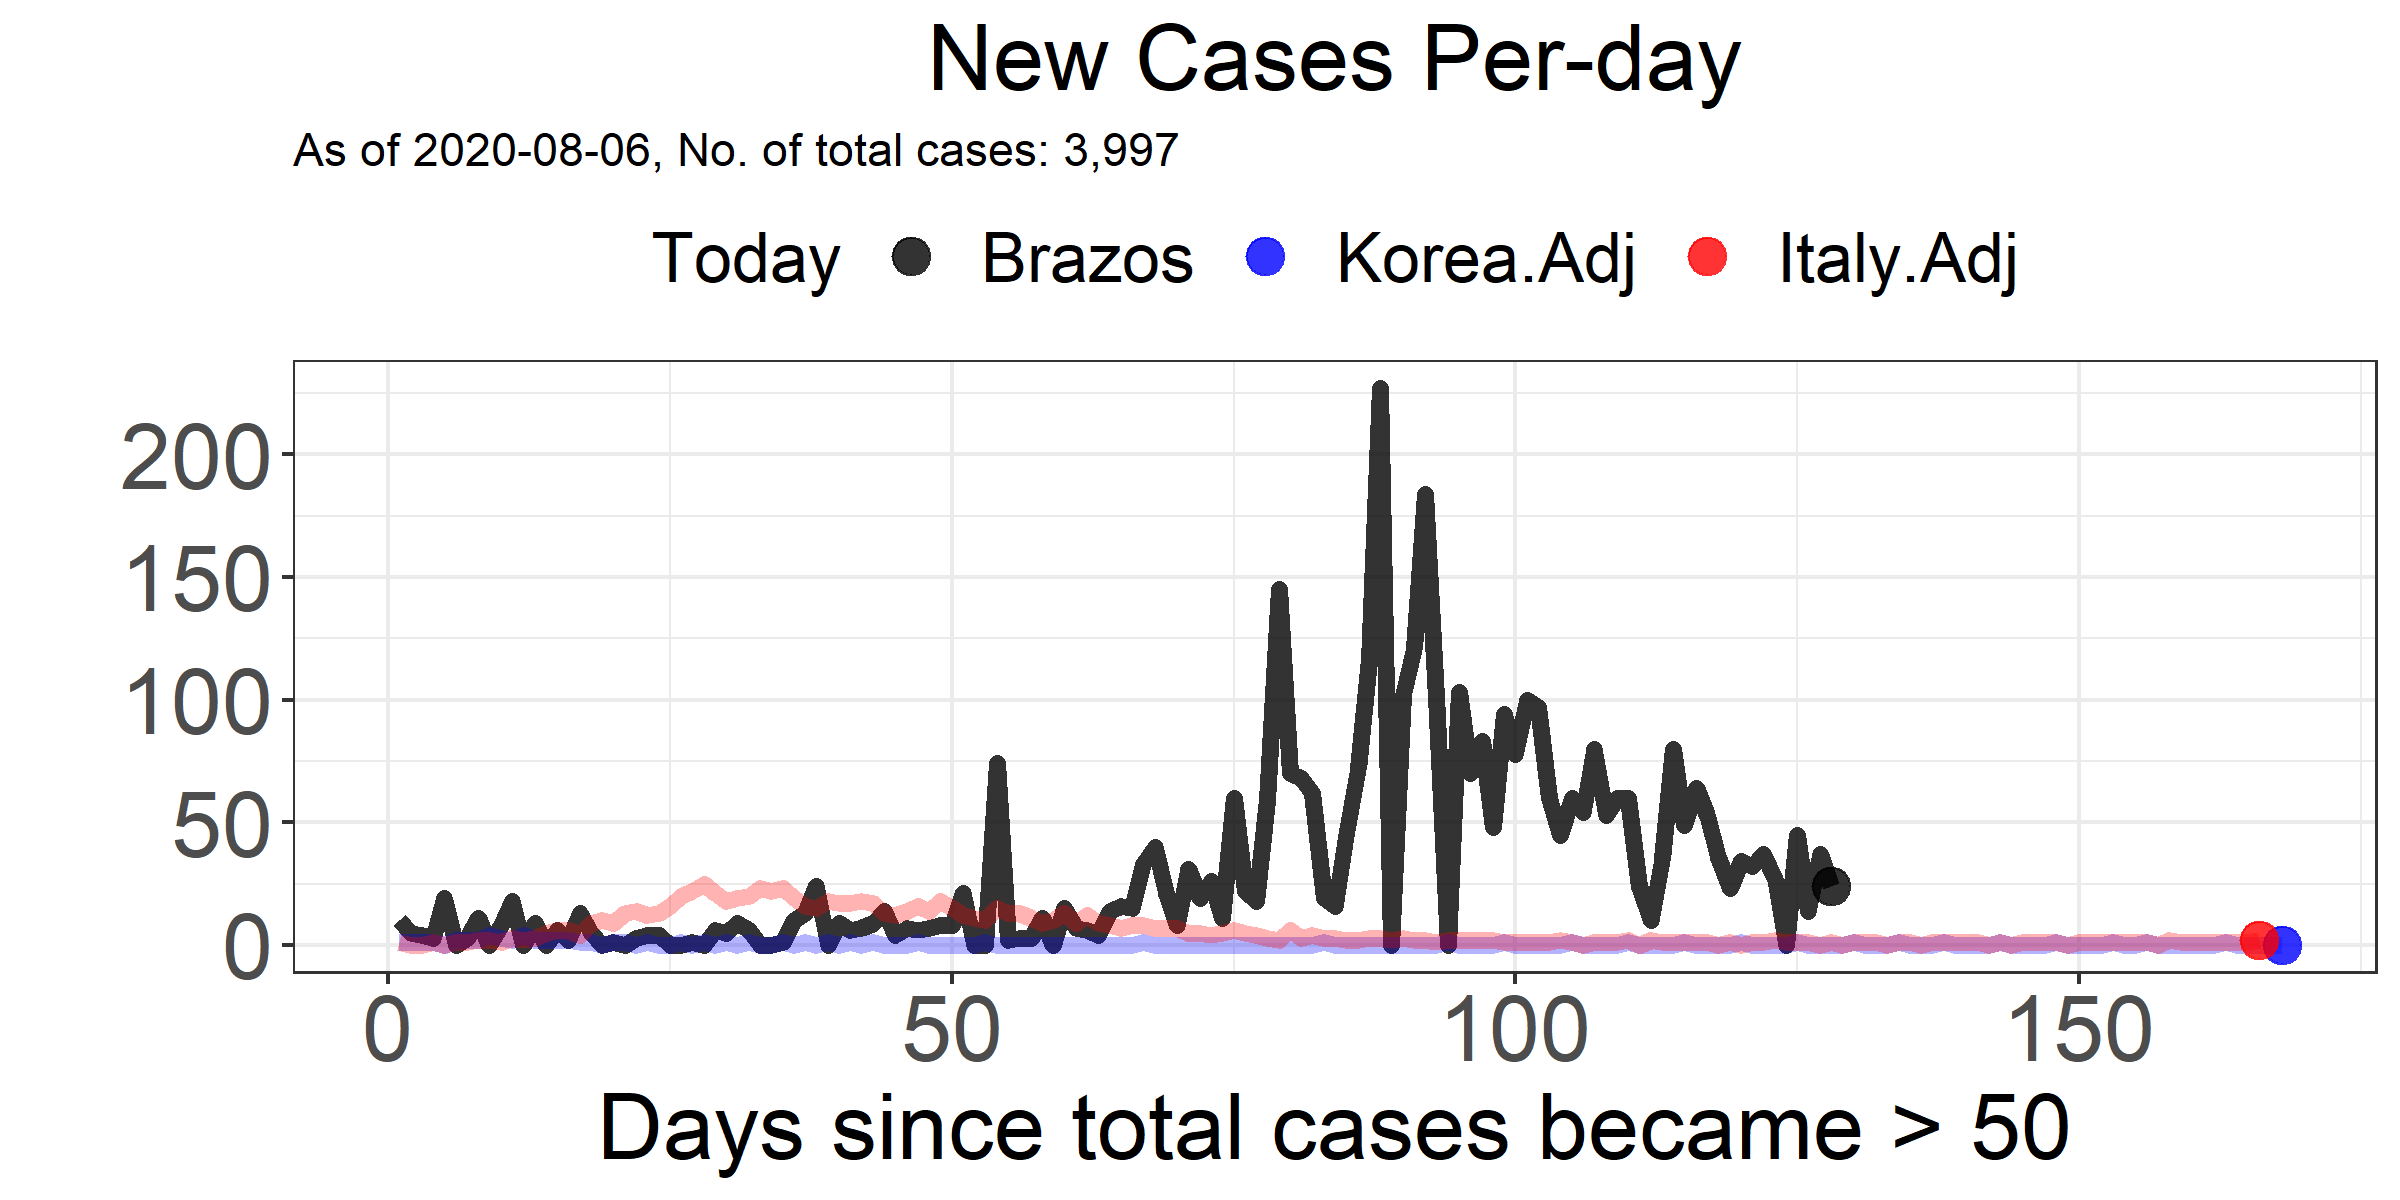 New Cases Per-day
As of 2020-08-06, No. of total cases: 3,997
Today Brazos Korea.Adj Italy.Adj
200
150
100
50
0
0 50 100 150
Days since total cases became > 50